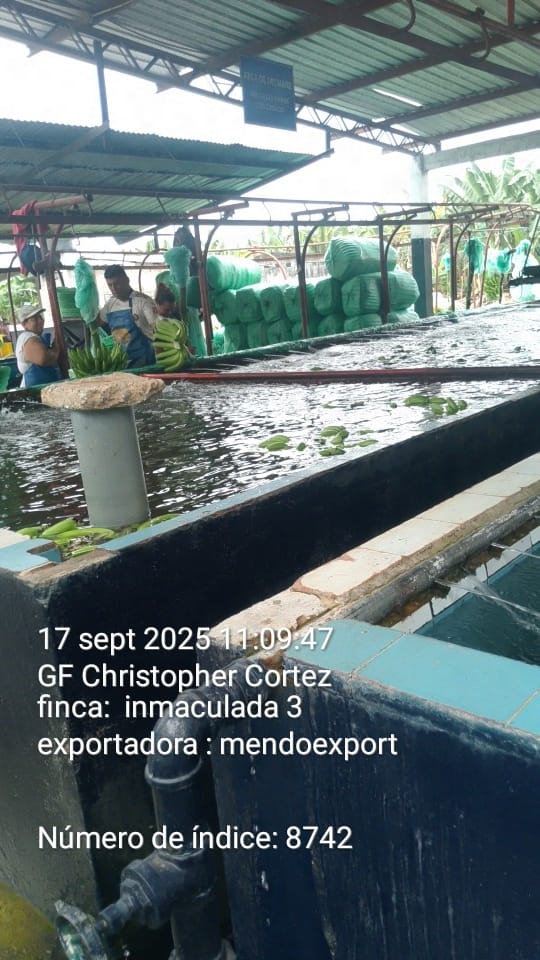 17 sept 2025 11:09:47
GF Christopher Cortez
finca: inmaculada 3
exportadora : mendoexport
Número de índice: 8742